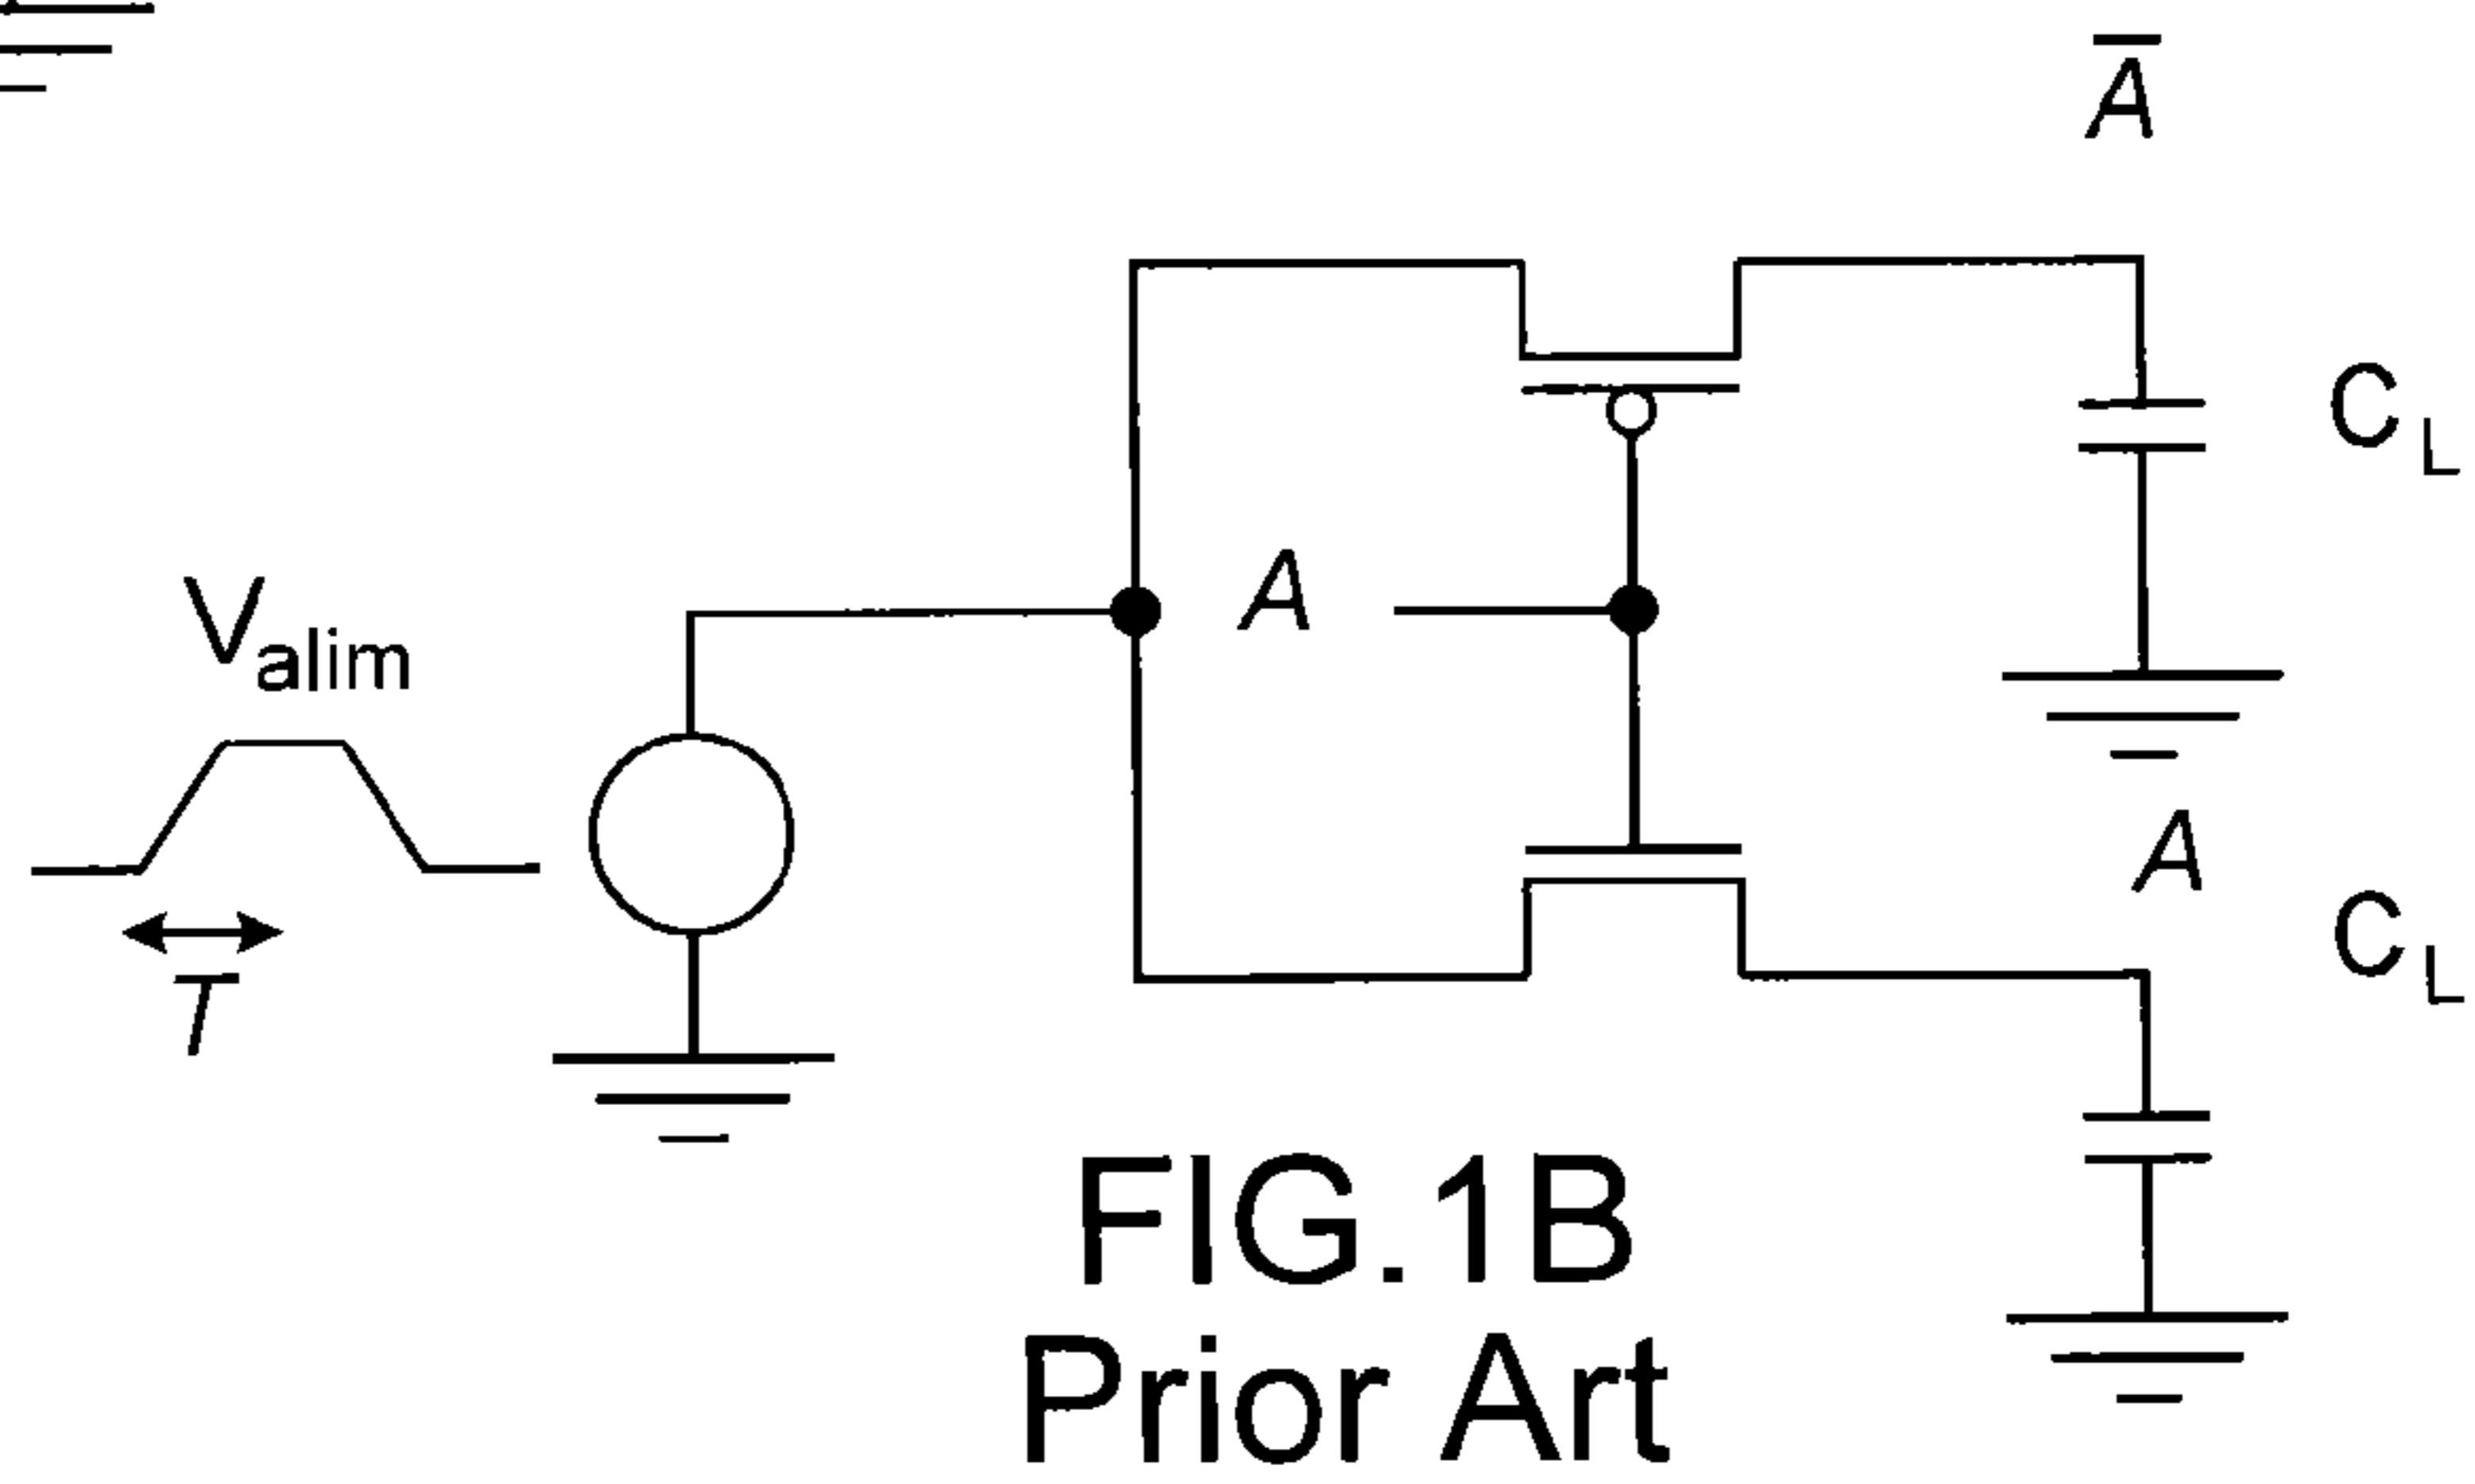 A̅
C_L
A
V_alim
A
C_L
T
FIG.1B
Prior Art